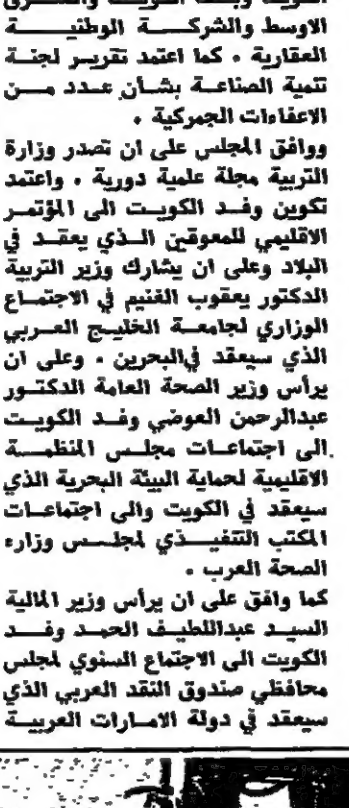 الاوسط والشركة الوطنية
العقارية . كما اعتمد تقرير لجنة
تنمية الصناعة بشأن عدد من
الاعفاءات الجمركية .
ووافق المجلس على ان تصدر وزارة
التربية مجلة علمية دورية . واعتمد
تكوين وفد الكويت الى المؤتمر
الاقليمي للمعوقين الذي يعقد في
البلاد وعلى ان يشارك وزير التربية
الدكتور يعقوب الغنيم في الاجتماع
الوزاري لجامعة الخليج العربي
الذي سيعقد في البحرين . وعلى ان
يرأس وزير الصحة العامة الدكتور
عبدالرحمن العوضي وفد الكويت
الى اجتماعات مجلس المنظمة
الاقليمية لحماية البيئة البحرية الذي
سيعقد في الكويت والى اجتماعات
المكتب التنفيذي لمجلس وزراء
الصحة العرب .
كما وافق على ان يرأس وزير المالية
السيد عبداللطيف الحمد وفد
الكويت الى الاجتماع السنوي لمجلس
محافظي صندوق النقد العربي الذي
سيعقد في دولة الامارات العربية